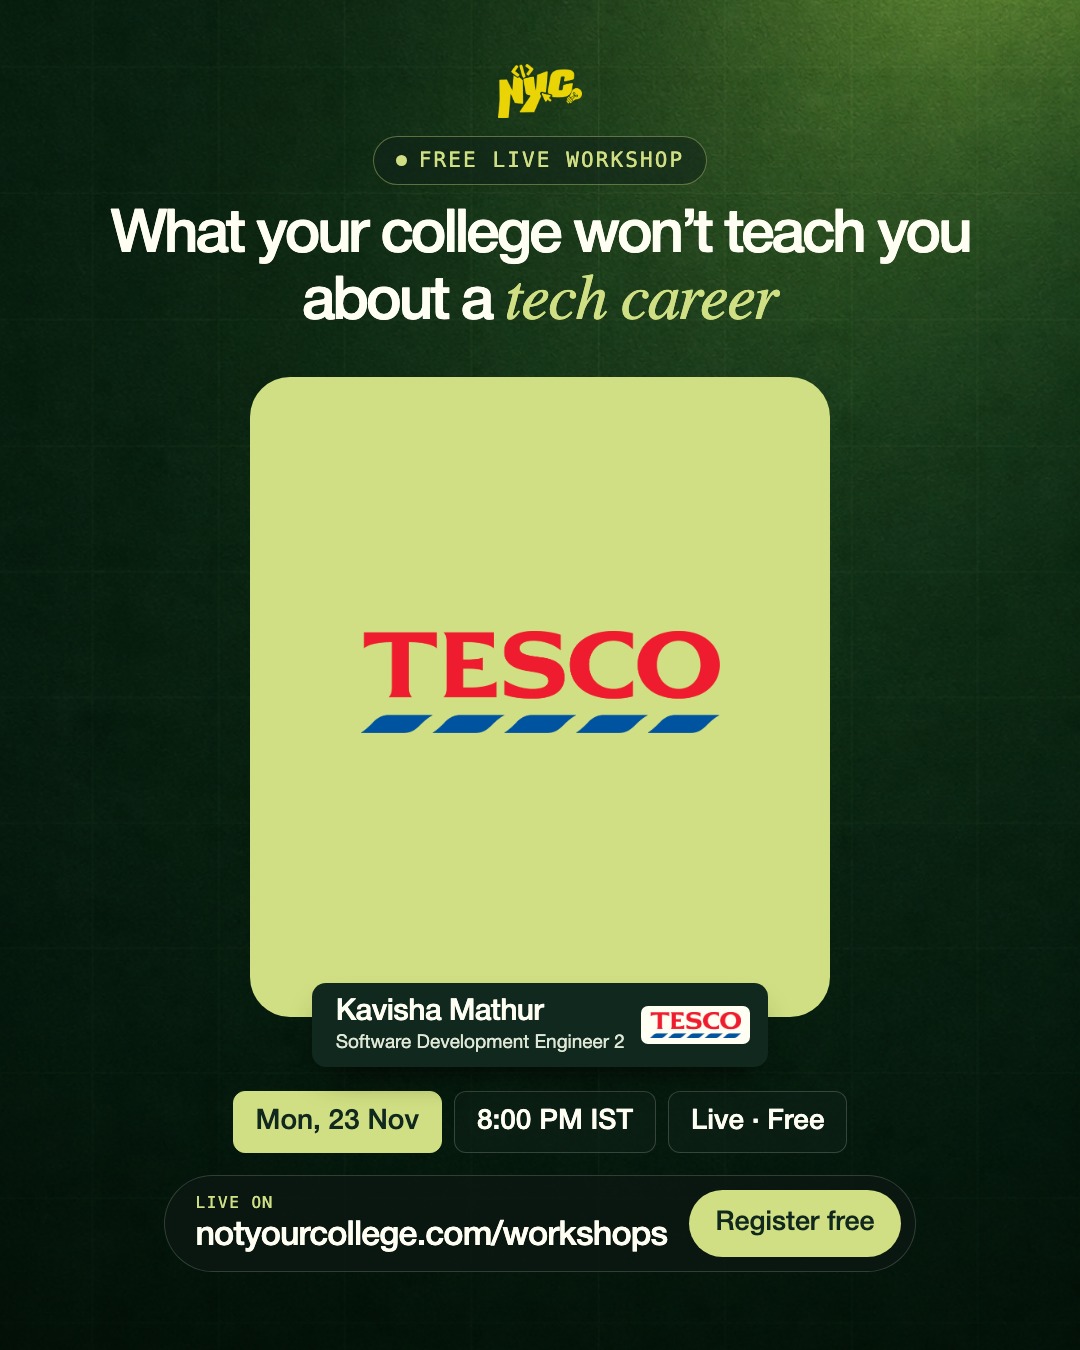 NYC
FREE LIVE WORKSHOP
What your college won’t teach you
about a tech career
TESCO
Kavisha Mathur
Software Development Engineer 2
TESCO
Mon, 23 Nov
8:00 PM IST
Live · Free
LIVE ON
notyourcollege.com/workshops
Register free